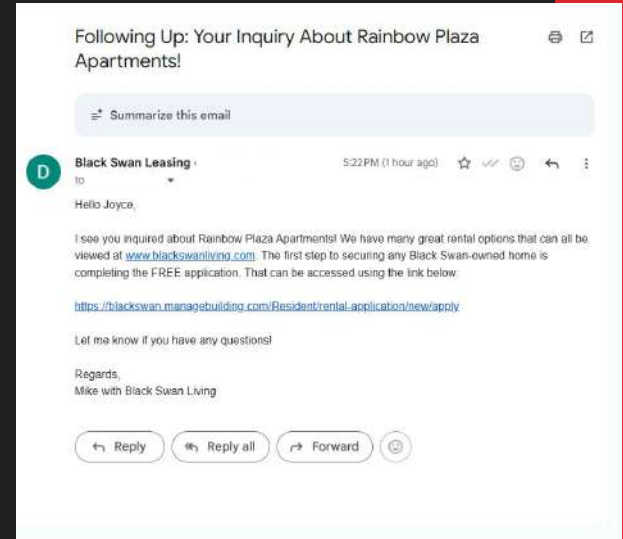 Following Up: Your Inquiry About Rainbow Plaza
Apartments!
Summarize this email
D
Black Swan Leasing
5:22 PM (1 hour ago)
to
Hello Joyce,
I see you inquired about Rainbow Plaza Apartments! We have many great rental options that can all be
viewed at www.blackswanliving.com. The first step to securing any Black Swan-owned home is
completing the FREE application. That can be accessed using the link below:
https://blackswan.managebuilding.com/Resident/rental-application/new/apply
Let me know if you have any questions!
Regards,
Mike with Black Swan Living
Reply
Reply all
Forward